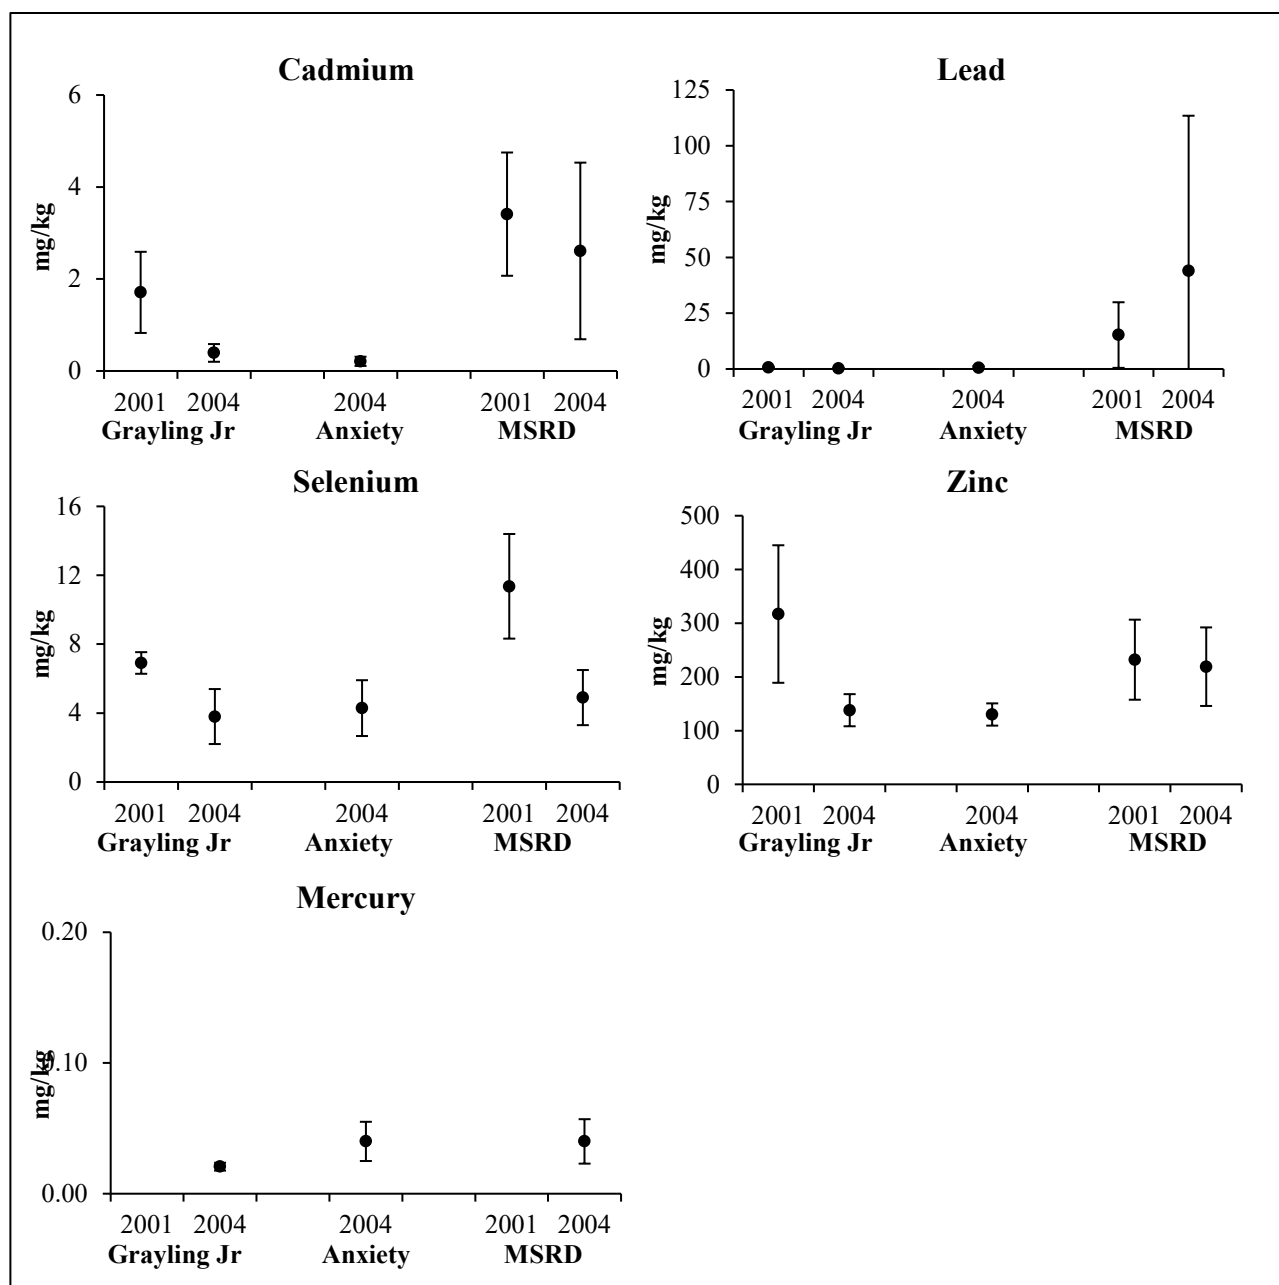 Cadmium
6
4
2
0
mg/kg
2001 2004 2004 2001 2004
Grayling Jr Anxiety MSRD
Lead
125
100
75
50
25
0
mg/kg
2001 2004 2004 2001 2004
Grayling Jr Anxiety MSRD
Selenium
16
12
8
4
0
mg/kg
2001 2004 2004 2001 2004
Grayling Jr Anxiety MSRD
Zinc
500
400
300
200
100
0
mg/kg
2001 2004 2004 2001 2004
Grayling Jr Anxiety MSRD
Mercury
0.20
0.10
0.00
mg/kg
2001 2004 2004 2001 2004
Grayling Jr Anxiety MSRD